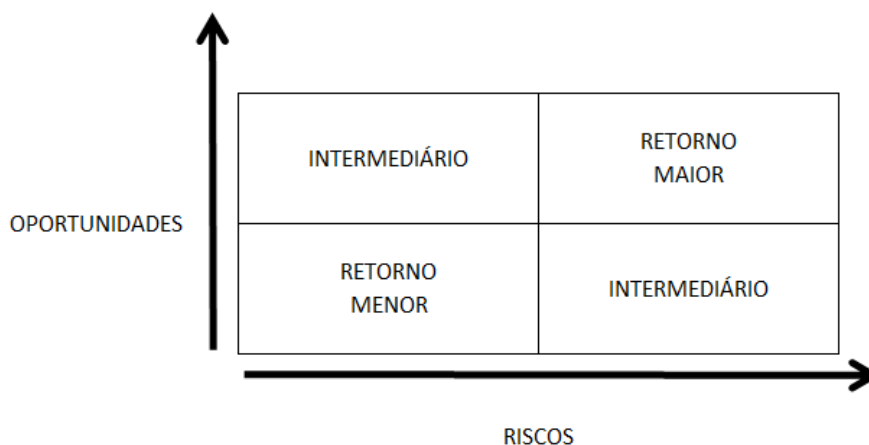 INTERMEDIÁRIO
RETORNO
MAIOR
OPORTUNIDADES
RETORNO
MENOR
INTERMEDIÁRIO
RISCOS